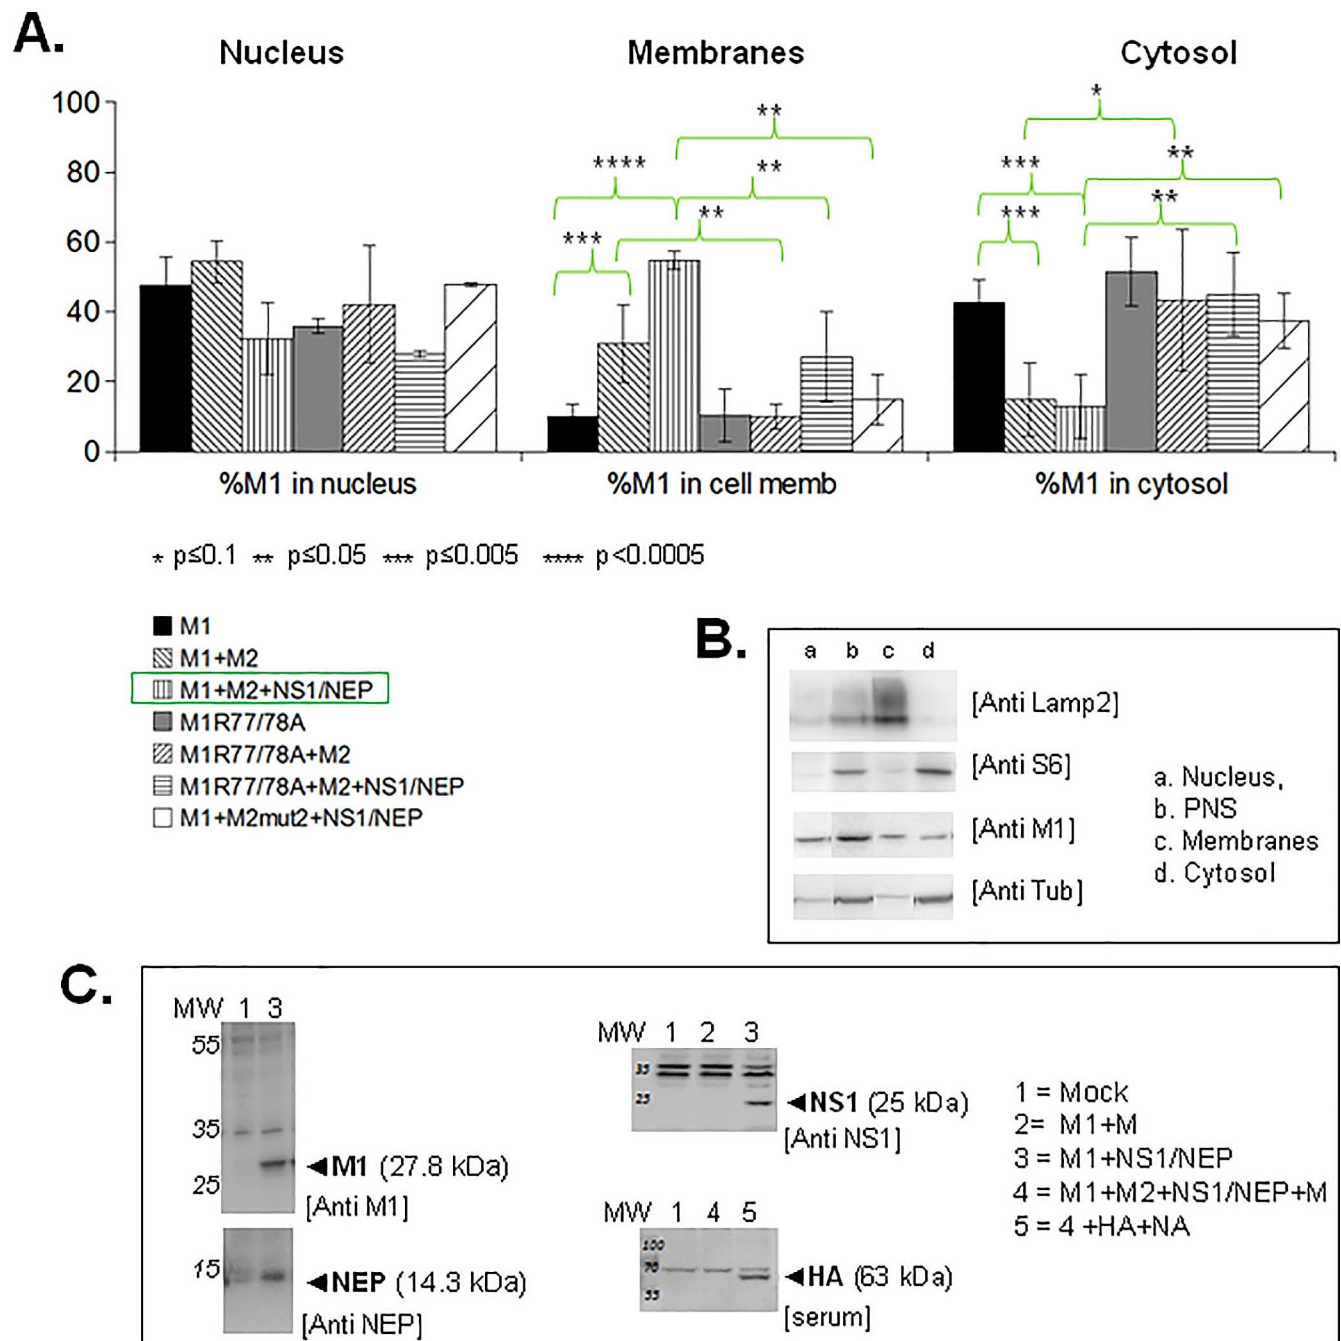 A.
Nucleus Membranes Cytosol
100
80
60
40
20
0
**** *** ** ** ** ** * *** *** ** **
%M1 in nucleus %M1 in cell memb %M1 in cytosol
* p≤0.1 ** p≤0.05 *** p≤0.005 **** p<0.0005
M1
M1+M2
M1+M2+NS1/NEP
M1R77/78A
M1R77/78A+M2
M1R77/78A+M2+NS1/NEP
M1+M2mut2+NS1/NEP
B.
a b c d
[Anti Lamp2]
[Anti S6]
[Anti M1]
[Anti Tub]
a. Nucleus,
b. PNS
c. Membranes
d. Cytosol
C.
MW 1 3
55
35
25
◄M1 (27.8 kDa)
[Anti M1]
15
◄NEP (14.3 kDa)
[Anti NEP]
MW 1 2 3
35
25
◄NS1 (25 kDa)
[Anti NS1]
MW 1 4 5
100
70
55
◄HA (63 kDa)
[serum]
1 = Mock
2= M1+M
3 = M1+NS1/NEP
4 = M1+M2+NS1/NEP+M
5 = 4 +HA+NA